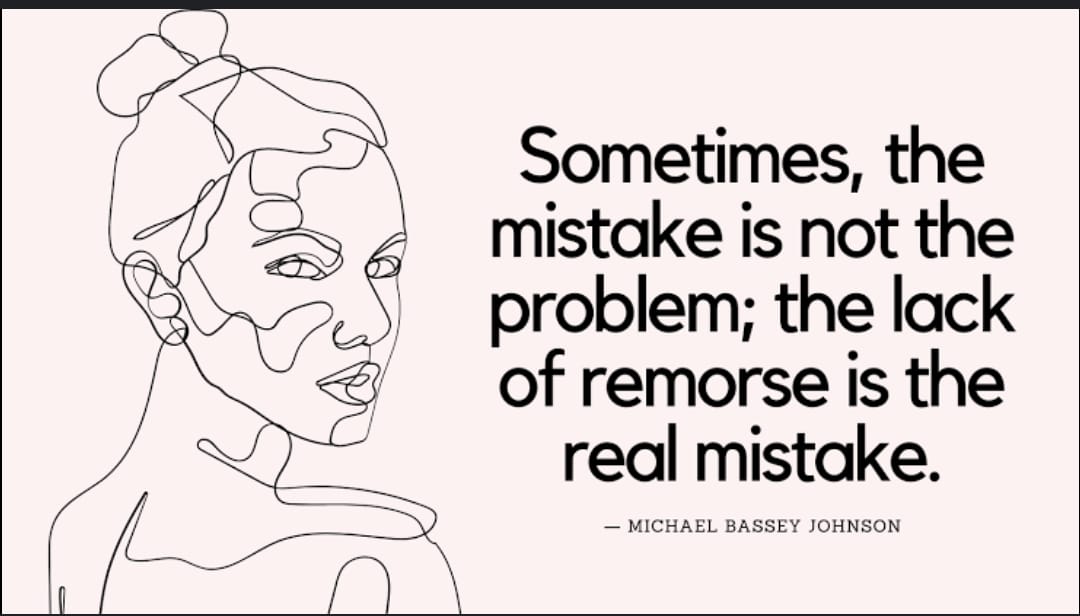 Sometimes, the
mistake is not the
problem; the lack
of remorse is the
real mistake.
— MICHAEL BASSEY JOHNSON